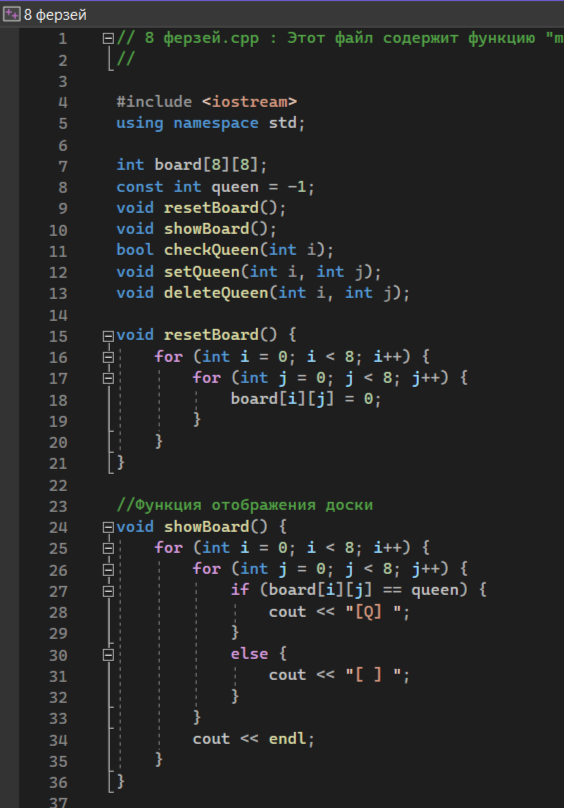 8 ферзей
1 // 8 ферзей.cpp : Этот файл содержит функцию "m
2 //
3
4 #include <iostream>
5 using namespace std;
6
7 int board[8][8];
8 const int queen = -1;
9 void resetBoard();
10 void showBoard();
11 bool checkQueen(int i);
12 void setQueen(int i, int j);
13 void deleteQueen(int i, int j);
14
15 void resetBoard() {
16 for (int i = 0; i < 8; i++) {
17 for (int j = 0; j < 8; j++) {
18 board[i][j] = 0;
19 }
20 }
21 }
22
23 //Функция отображения доски
24 void showBoard() {
25 for (int i = 0; i < 8; i++) {
26 for (int j = 0; j < 8; j++) {
27 if (board[i][j] == queen) {
28 cout << "[Q] ";
29 }
30 else {
31 cout << "[ ] ";
32 }
33 }
34 cout << endl;
35 }
36 }
37